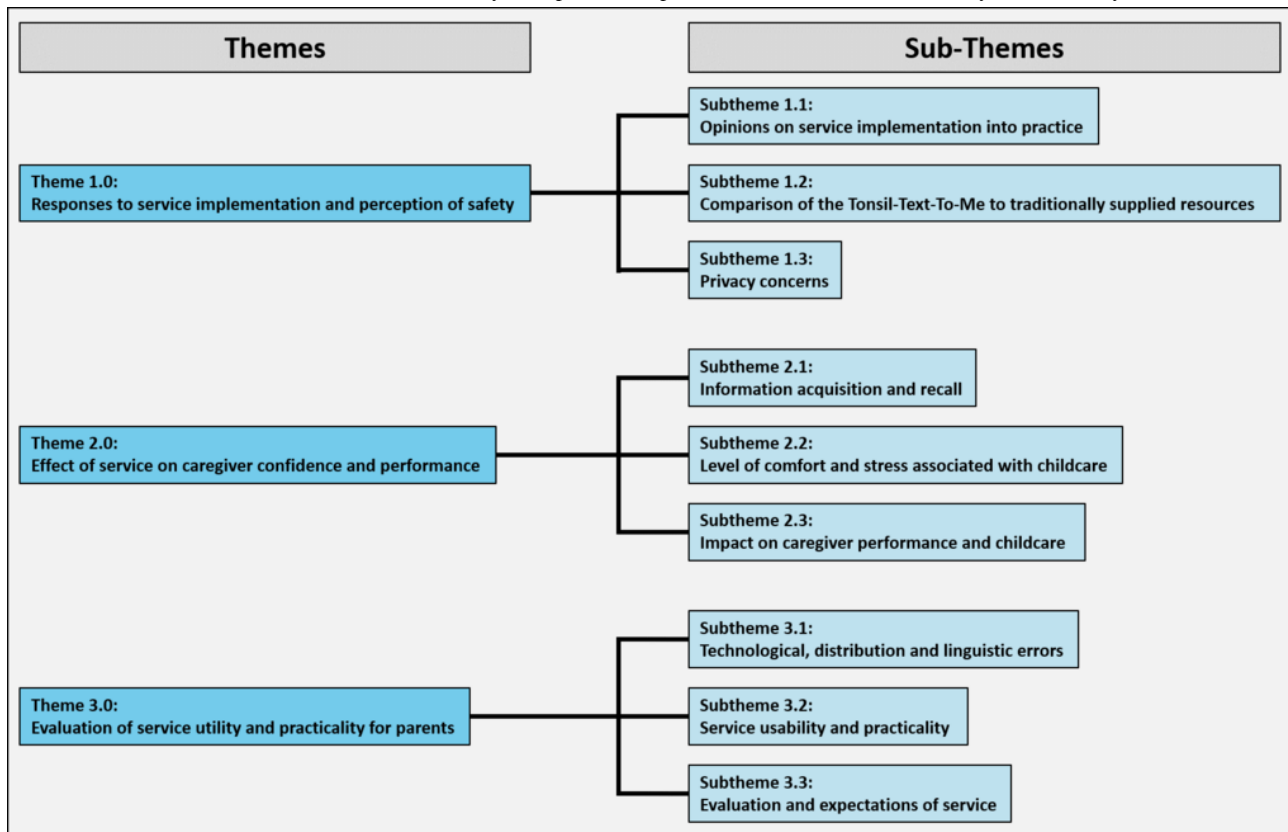 Themes
Sub-Themes
Theme 1.0:
Responses to service implementation and perception of safety
Subtheme 1.1:
Opinions on service implementation into practice
Subtheme 1.2:
Comparison of the Tonsil-Text-To-Me to traditionally supplied resources
Subtheme 1.3:
Privacy concerns
Theme 2.0:
Effect of service on caregiver confidence and performance
Subtheme 2.1:
Information acquisition and recall
Subtheme 2.2:
Level of comfort and stress associated with childcare
Subtheme 2.3:
Impact on caregiver performance and childcare
Theme 3.0:
Evaluation of service utility and practicality for parents
Subtheme 3.1:
Technological, distribution and linguistic errors
Subtheme 3.2:
Service usability and practicality
Subtheme 3.3:
Evaluation and expectations of service